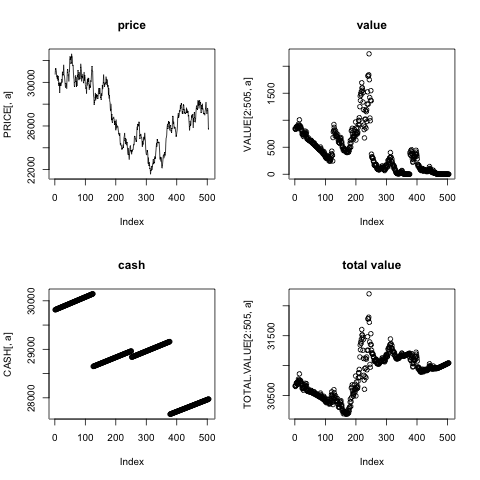 price
PRICE[, a]
22000 26000 30000
0 100 200 300 400 500
Index
value
VALUE[2:505, a]
0 500 1500
0 100 200 300 400 500
Index
cash
CASH[, a]
28000 29000 30000
0 100 200 300 400 500
Index
total value
TOTAL.VALUE[2:505, a]
30500 31500
0 100 200 300 400 500
Index